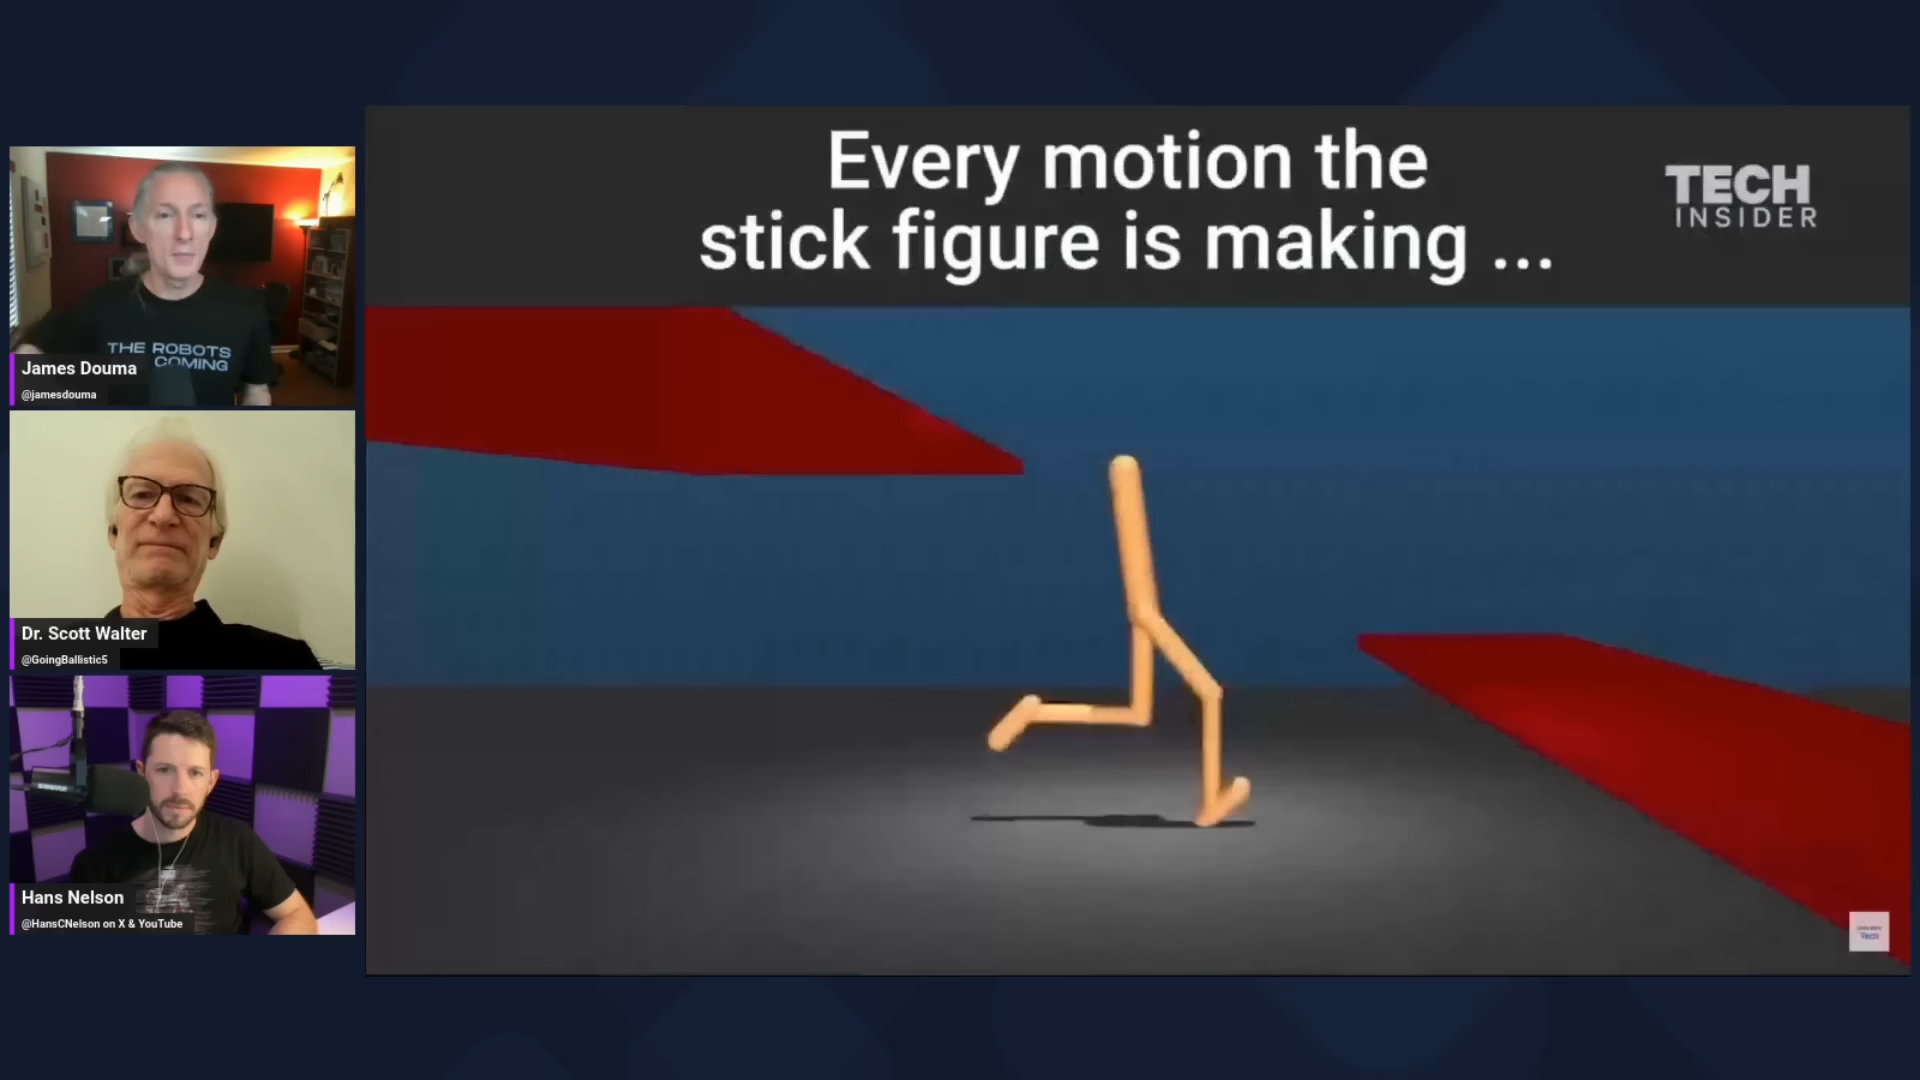 Every motion the
stick figure is making ...
TECH
INSIDER
THE ROBOTS
COMING
James Douma
@jamesdouma
Dr. Scott Walter
@GoingBallistic5
Hans Nelson
@HansCNelson on X & YouTube
Tech